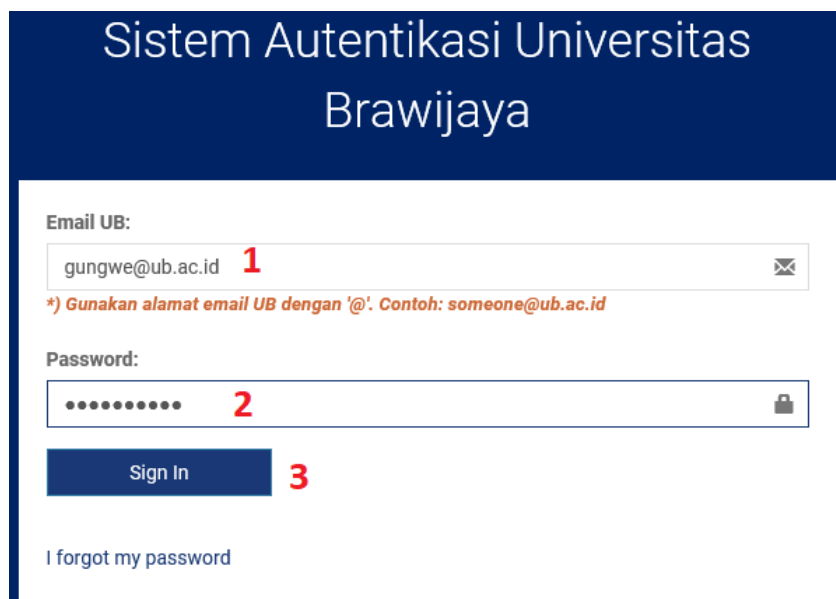 Sistem Autentikasi Universitas
Brawijaya
Email UB:
gungwe@ub.ac.id 1
*) Gunakan alamat email UB dengan '@'. Contoh: someone@ub.ac.id
Password:
•••••••••• 2
Sign In 3
I forgot my password